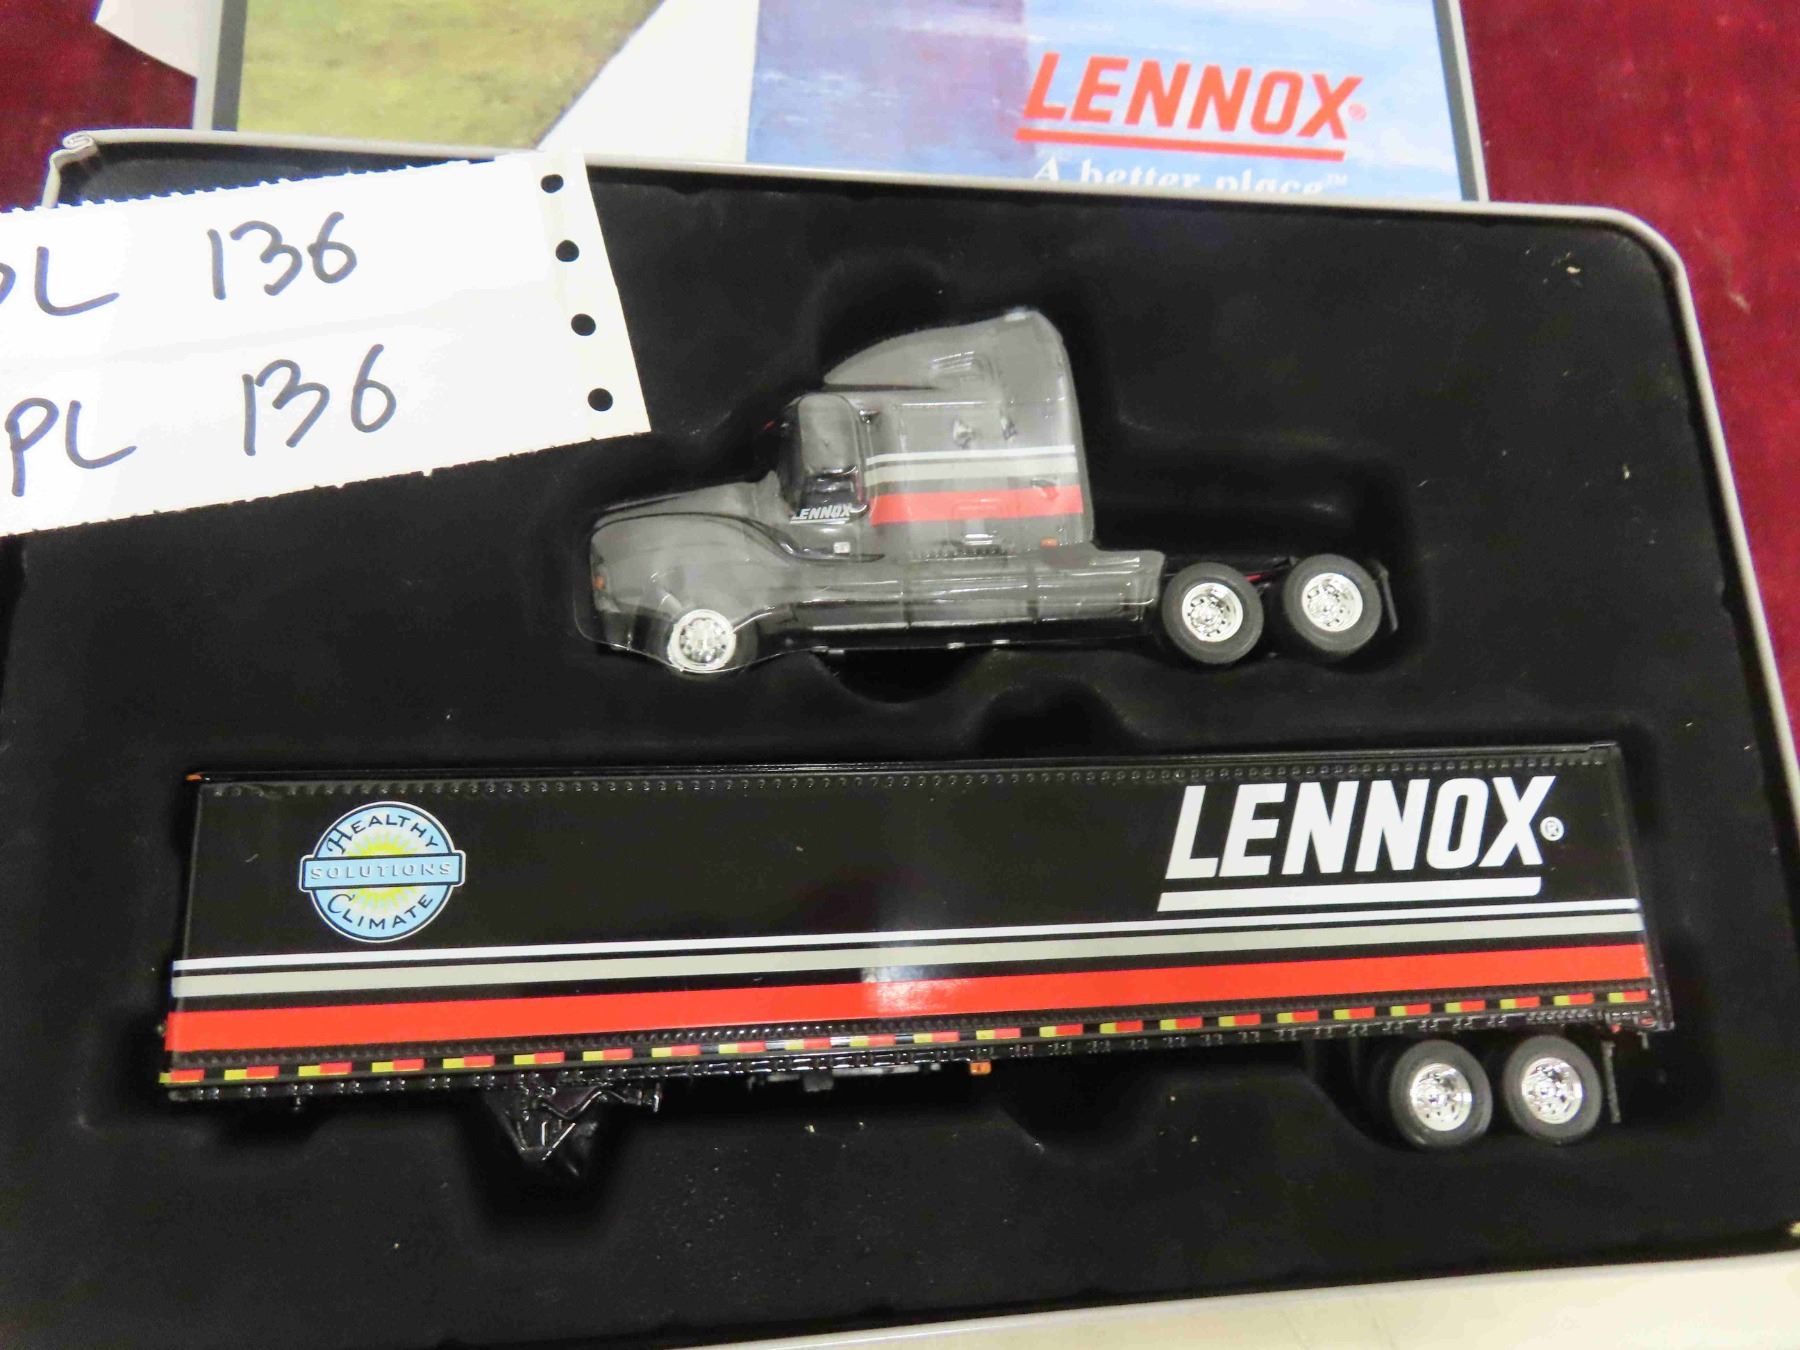 LENNOX®
A better place™
PL 136
PL 136
LENNOX
HEALTHY
SOLUTIONS
CLIMATE
LENNOX®